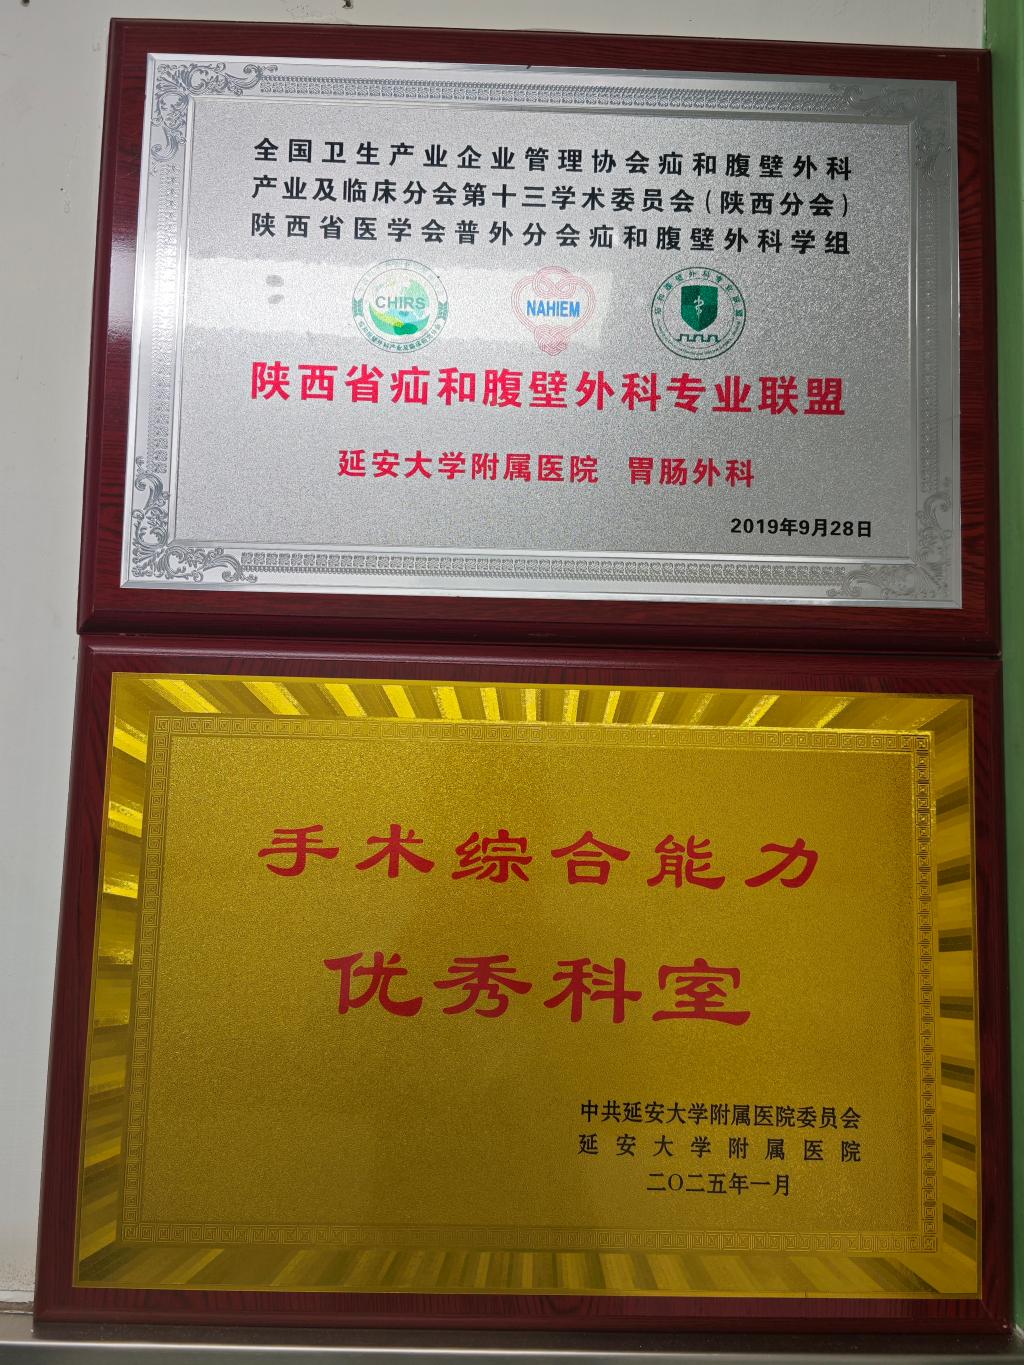 全国卫生产业企业管理协会疝和腹壁外科
产业及临床分会第十三学术委员会(陕西分会)
陕西省医学会普外分会疝和腹壁外科学组
CHIRS
NAHIEM
陕西省疝和腹壁外科专业联盟
延安大学附属医院 胃肠外科
2019年9月28日
手术综合能力
优秀科室
中共延安大学附属医院委员会
延安大学附属医院
二〇二五年一月